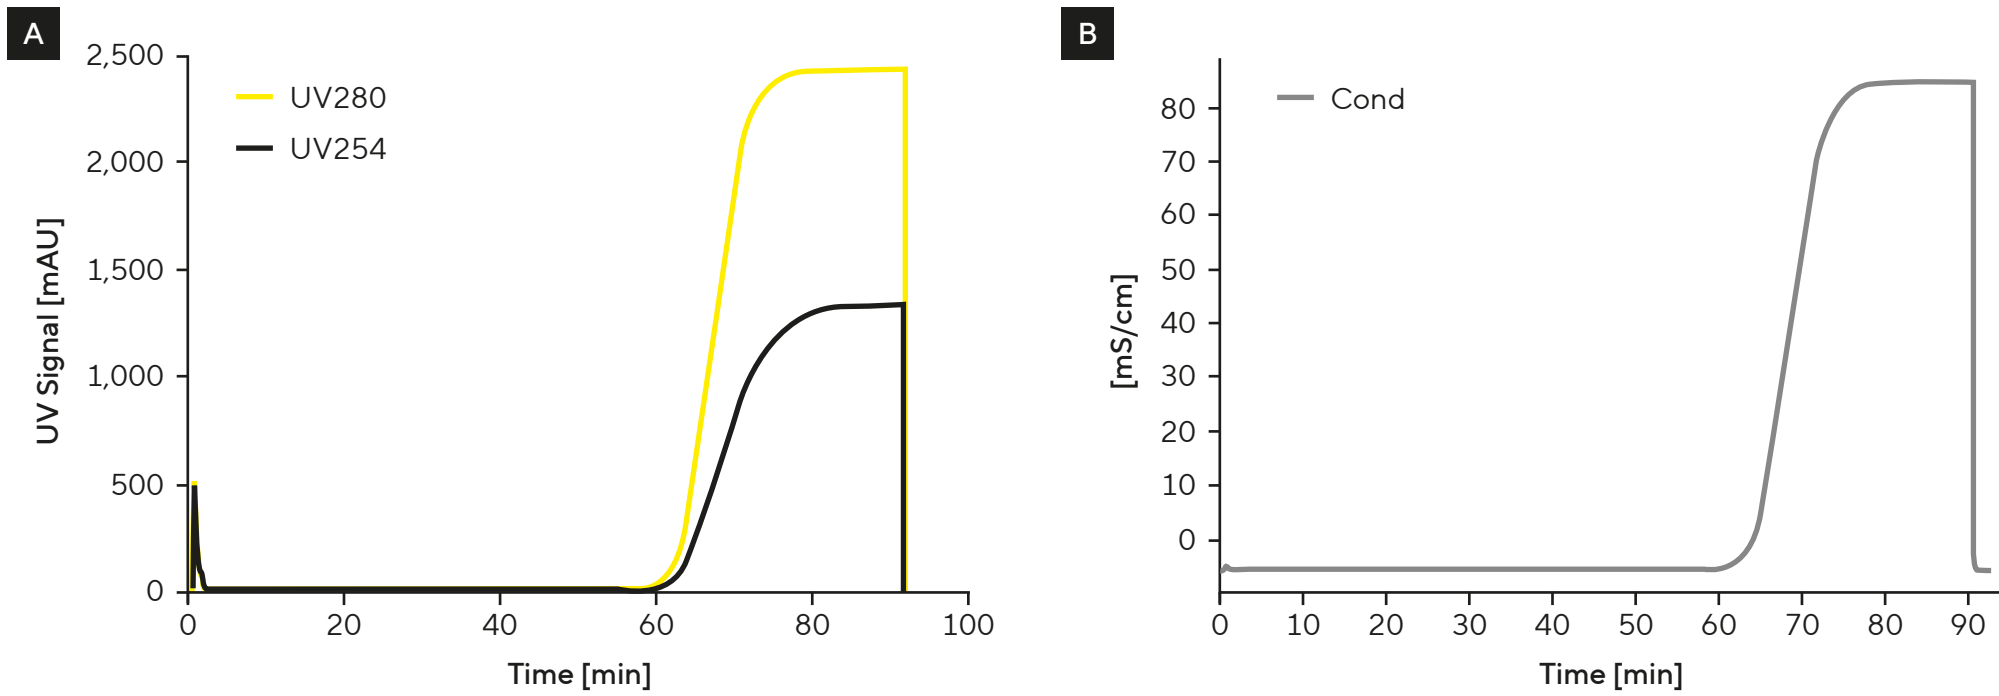 A
2,500
2,000
1,500
1,000
500
0
UV Signal [mAU]
UV280
UV254
0 20 40 60 80 100
Time [min]
B
80
70
60
50
40
30
20
10
0
[mS/cm]
Cond
0 10 20 30 40 50 60 70 80 90
Time [min]